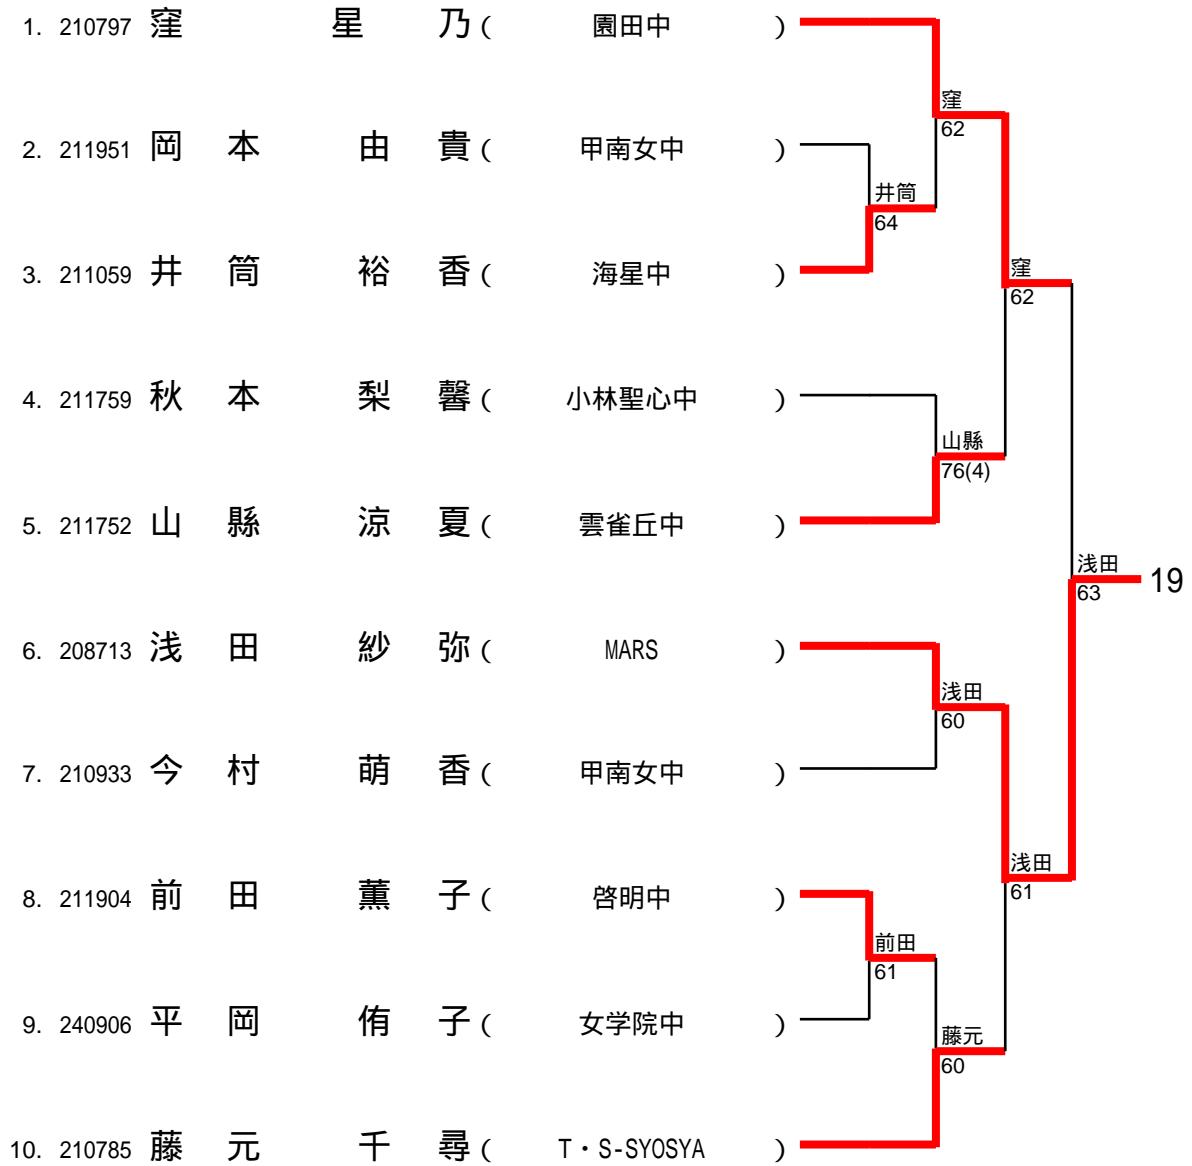 1. 210797 窪 星 乃 ( 園田中 )
窪
62
2. 211951 岡 本 由 貴 ( 甲南女中 )
井筒
64
3. 211059 井 筒 裕 香 ( 海星中 )
窪
62
4. 211759 秋 本 梨 馨 ( 小林聖心中 )
山縣
76(4)
5. 211752 山 縣 涼 夏 ( 雲雀丘中 )
浅田
63
19
6. 208713 浅 田 紗 弥 ( MARS )
浅田
60
7. 210933 今 村 萌 香 ( 甲南女中 )
浅田
61
8. 211904 前 田 薫 子 ( 啓明中 )
前田
61
9. 240906 平 岡 侑 子 ( 女学院中 )
藤元
60
10. 210785 藤 元 千 尋 ( T・S-SYOSYA )